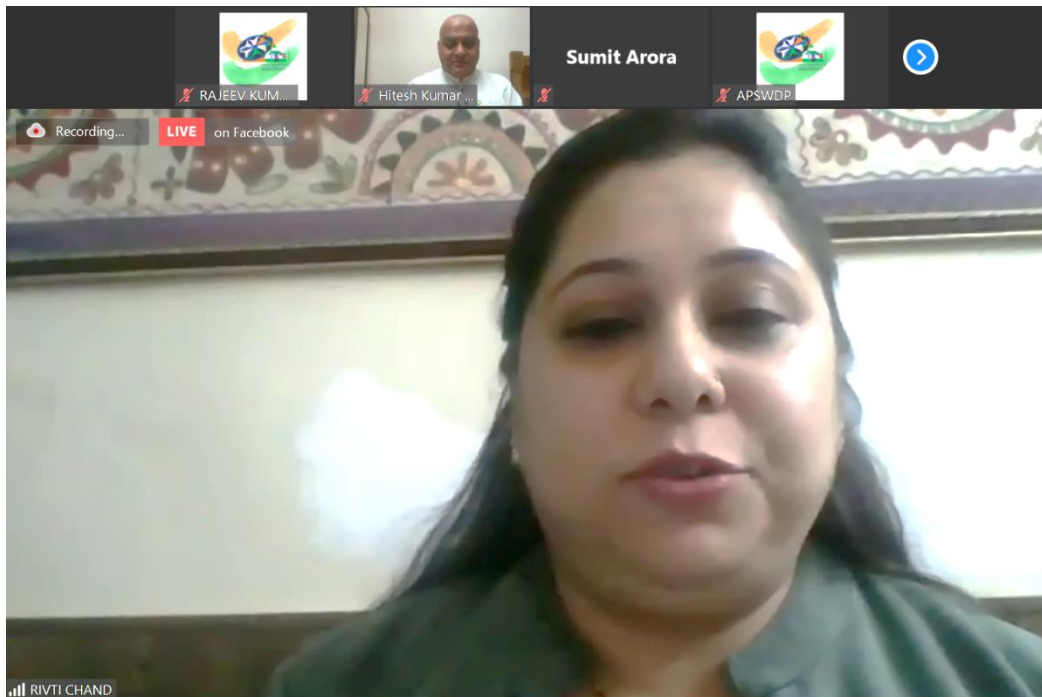 RAJEEV KUM...
Hitesh Kumar ...
Sumit Arora
APSWDP
Recording...
LIVE on Facebook
RIVTI CHAND